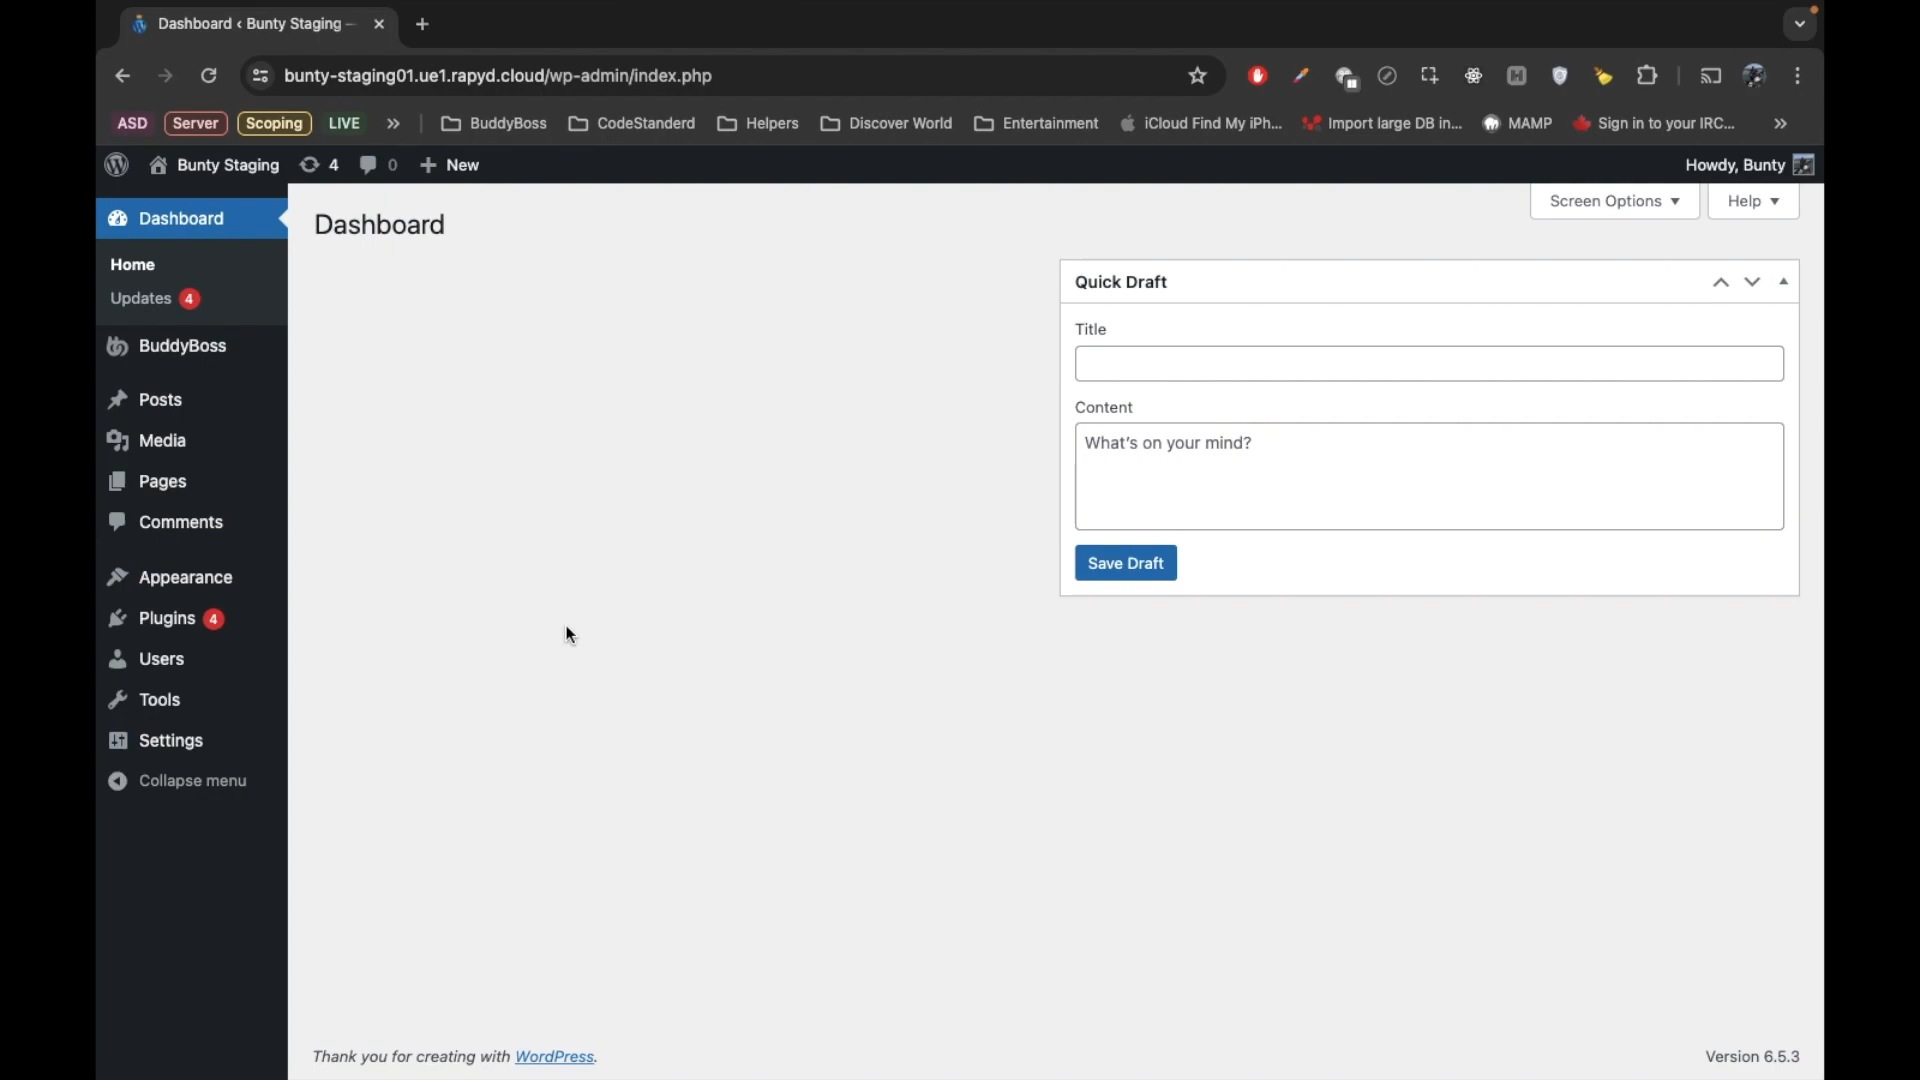 Dashboard ‹ Bunty Staging —
bunty-staging01.ue1.rapyd.cloud/wp-admin/index.php
ASD Server Scoping LIVE » BuddyBoss CodeStanderd Helpers Discover World Entertainment iCloud Find My iPh... Import large DB in... MAMP Sign in to your IRC... »
Bunty Staging 4 0 + New Howdy, Bunty
Screen Options ▼ Help ▼
Dashboard
Home
Updates 4
BuddyBoss
Posts
Media
Pages
Comments
Appearance
Plugins 4
Users
Tools
Settings
Collapse menu
Dashboard
Quick Draft
Title
Content
What's on your mind?
Save Draft
Thank you for creating with WordPress.
Version 6.5.3